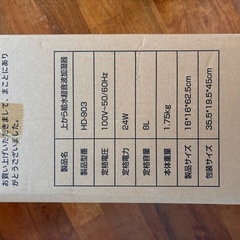 お買い上げいただきまして、まことにあり
がとうございました。
製品名 上から給水超音波加湿器
製品型番 HD-903
定格電圧 100V~50/60Hz
定格電力 24W
定格容量 8L
本体重量 1.75kg
製品サイズ 16*16*62.5cm
包装サイズ 35.5*19.5*45cm